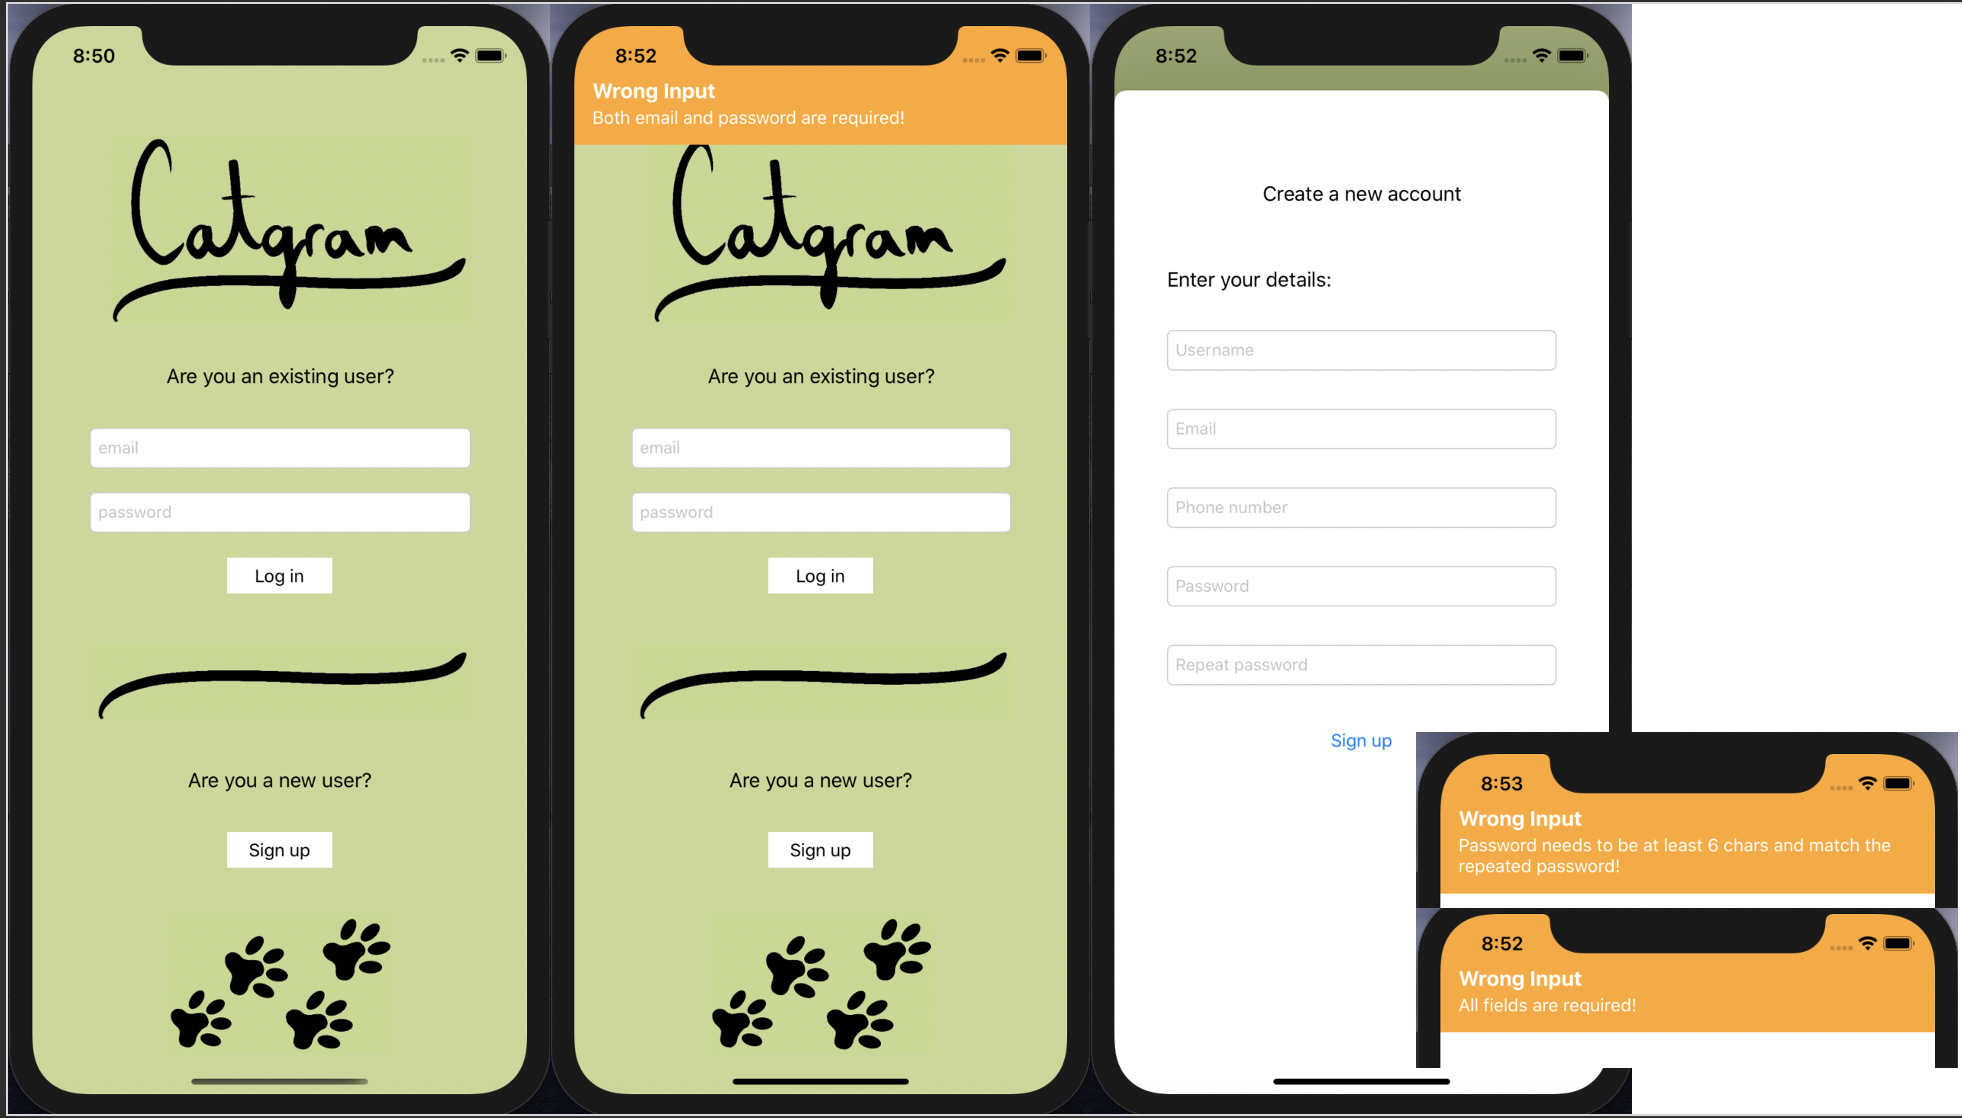 8:50
Catgram
Are you an existing user?
email
password
Log in
Are you a new user?
Sign up
8:52
Wrong Input
Both email and password are required!
Catgram
Are you an existing user?
email
password
Log in
Are you a new user?
Sign up
8:52
Create a new account
Enter your details:
Username
Email
Phone number
Password
Repeat password
Sign up
8:53
Wrong Input
Password needs to be at least 6 chars and match the
repeated password!
8:52
Wrong Input
All fields are required!